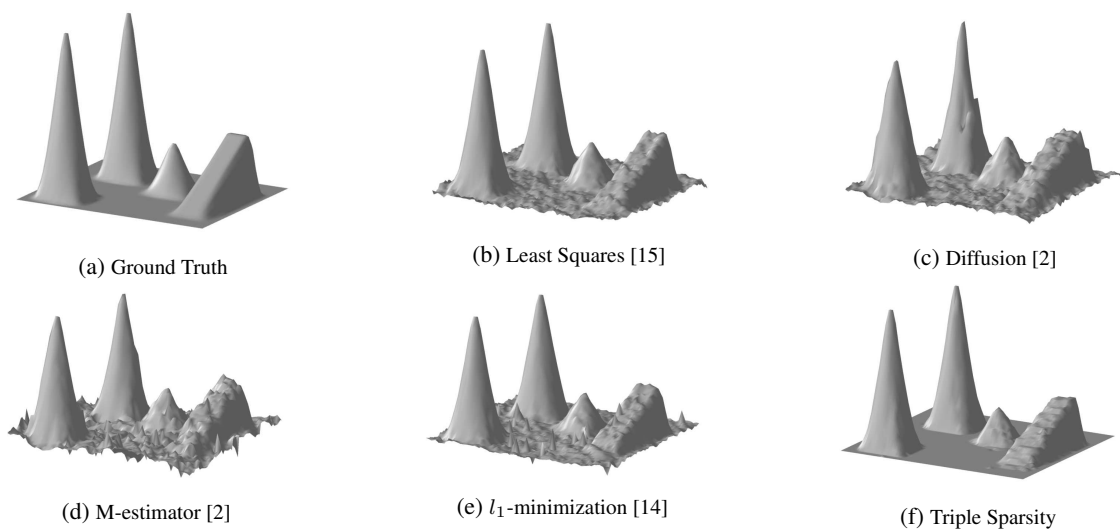 (a) Ground Truth
(b) Least Squares [15]
(c) Diffusion [2]
(d) M-estimator [2]
(e) l₁-minimization [14]
(f) Triple Sparsity